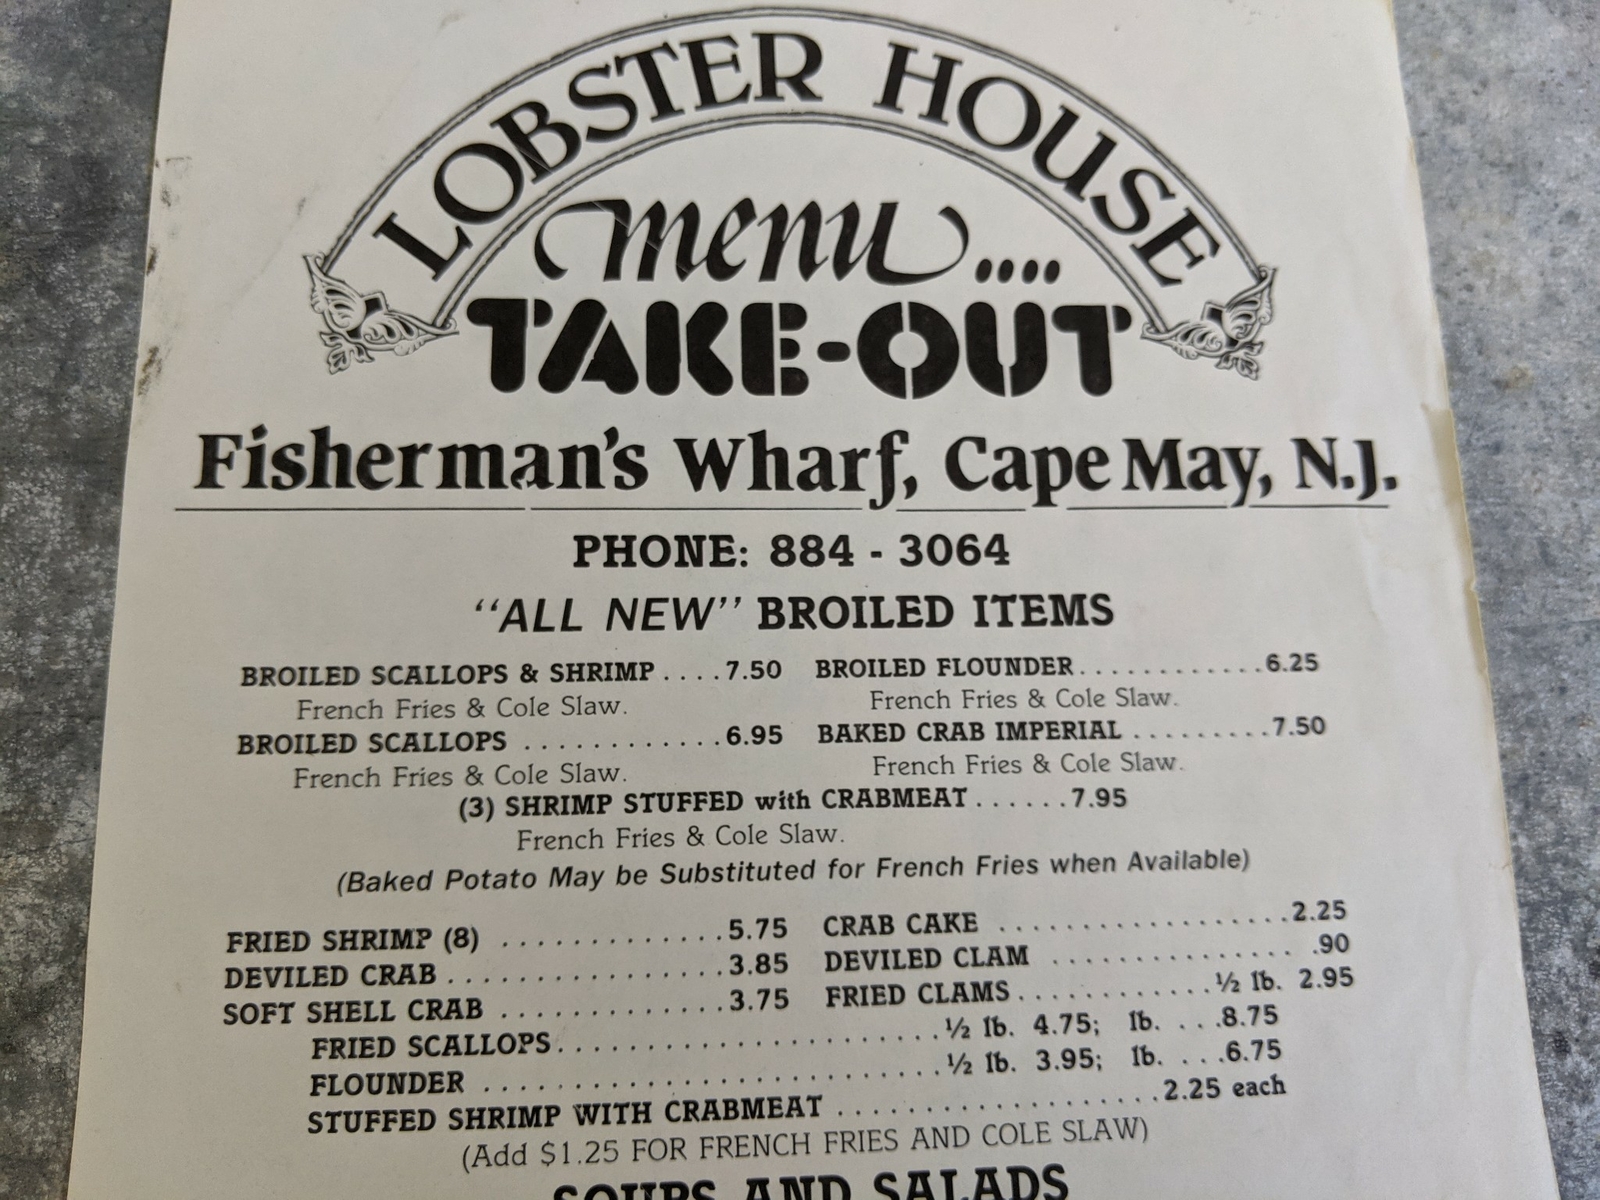 LOBSTER HOUSE
menu....
TAKE-OUT
Fisherman's Wharf, Cape May, N.J.
PHONE: 884 - 3064
"ALL NEW" BROILED ITEMS
BROILED SCALLOPS & SHRIMP . . . . 7.50 BROILED FLOUNDER. . . . . . . . . . . . 6.25
French Fries & Cole Slaw. French Fries & Cole Slaw.
BROILED SCALLOPS . . . . . . . . . . . . 6.95 BAKED CRAB IMPERIAL . . . . . . . . . 7.50
French Fries & Cole Slaw. French Fries & Cole Slaw.
(3) SHRIMP STUFFED with CRABMEAT . . . . . . 7.95
French Fries & Cole Slaw.
(Baked Potato May be Substituted for French Fries when Available)
FRIED SHRIMP (8) . . . . . . . . . . . . . 5.75 CRAB CAKE . . . . . . . . . . . . . . . . . . 2.25
DEVILED CRAB . . . . . . . . . . . . . . . . 3.85 DEVILED CLAM . . . . . . . . . . . . . . . .90
SOFT SHELL CRAB . . . . . . . . . . . . . 3.75 FRIED CLAMS . . . . . . . . . . . . ½ lb. 2.95
FRIED SCALLOPS. . . . . . . . . . . . . . . . . . . . . . . ½ lb. 4.75; lb. . . .8.75
FLOUNDER . . . . . . . . . . . . . . . . . . . . . . . . . . . . ½ lb. 3.95; lb. . . .6.75
STUFFED SHRIMP WITH CRABMEAT . . . . . . . . . . . . . . . . . . . 2.25 each
(Add $1.25 FOR FRENCH FRIES AND COLE SLAW)
SOUPS AND SALADS